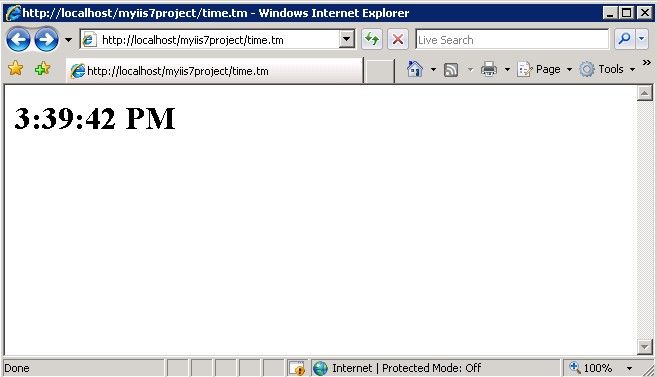 http://localhost/myiis7project/time.tm - Windows Internet Explorer
http://localhost/myiis7project/time.tm
Live Search
http://localhost/myiis7project/time.tm
Page
Tools
3:39:42 PM
Done
Internet | Protected Mode: Off
100%